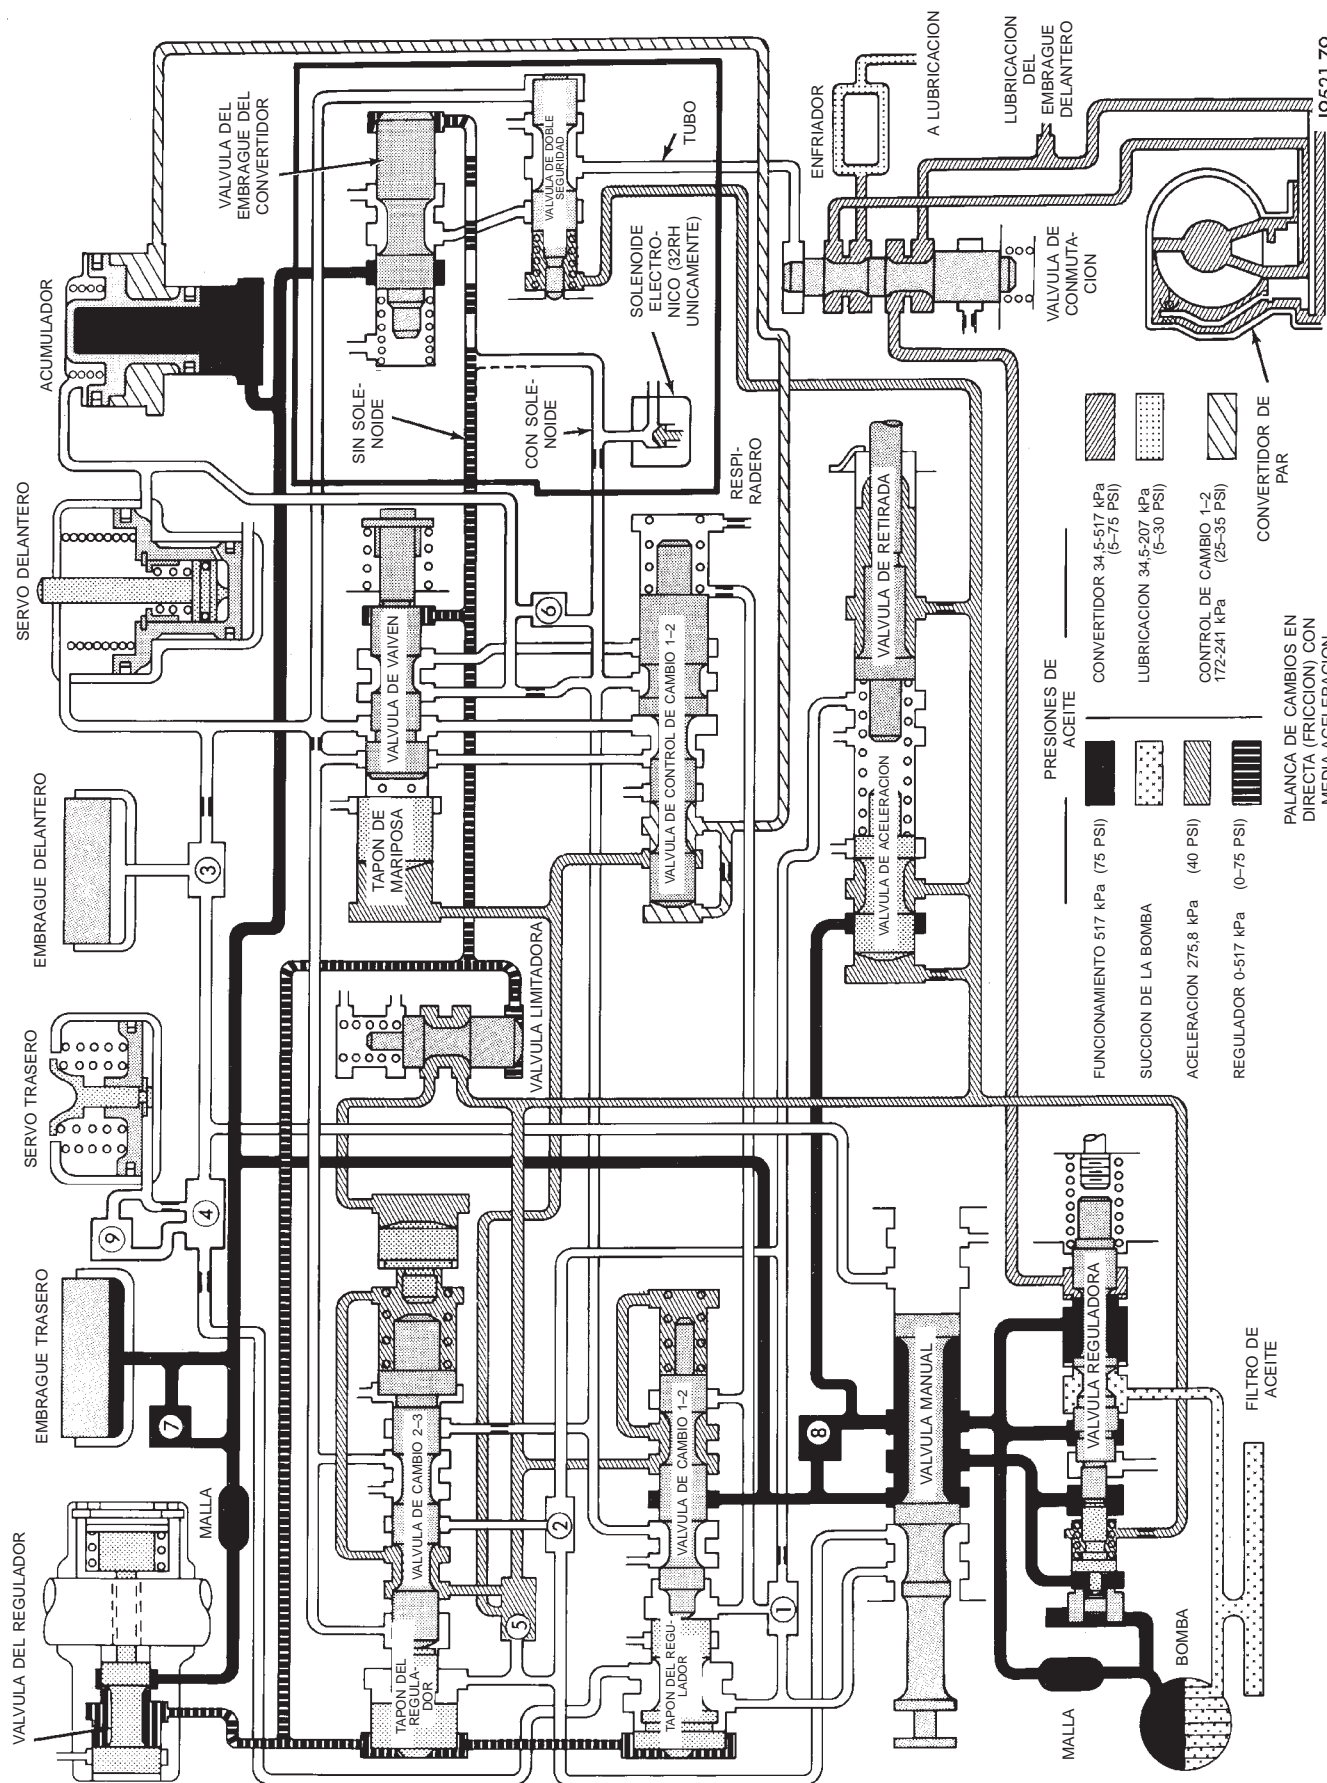 VALVULA DEL REGULADOR
EMBRAGUE TRASERO
SERVO TRASERO
EMBRAGUE DELANTERO
SERVO DELANTERO
ACUMULADOR
VALVULA DEL
EMBRAGUE DEL
CONVERTIDOR
MALLA
7
9
4
3
SIN SOLE-
NOIDE
CON SOLE-
NOIDE
VALVULA DE DOBLE
SEGURIDAD
TUBO
SOLENOIDE
ELECTRO-
NICO (32RH
UNICAMENTE)
ENFRIADOR
A LUBRICACION
LUBRICACION
DEL
EMBRAGUE
DELANTERO
VALVULA DE
CONMUTA-
CION
TAPON DEL
REGULA-
DOR
VALVULA DE CAMBIO 2–3
VALVULA LIMITADORA
TAPON DE
MARIPOSA
VALVULA DE VAIVEN
6
5
2
1
8
TAPON DEL REGU-
LADOR
VALVULA DE CAMBIO 1–2
VALVULA DE CONTROL DE CAMBIO 1–2
RESPI-
RADERO
VALVULA DE ACELERACION
VALVULA DE RETIRADA
VALVULA MANUAL
VALVULA REGULADORA
MALLA
BOMBA
FILTRO DE
ACEITE
PRESIONES DE
ACEITE
FUNCIONAMIENTO 517 kPa (75 PSI)
SUCCION DE LA BOMBA
ACELERACION 275,8 kPa (40 PSI)
REGULADOR 0-517 kPa (0–75 PSI)
CONVERTIDOR 34,5-517 kPa
(5–75 PSI)
LUBRICACION 34,5-207 kPa
(5–30 PSI)
CONTROL DE CAMBIO 1–2
172-241 kPa (25–35 PSI)
CONVERTIDOR DE
PAR
PALANCA DE CAMBIOS EN
DIRECTA (FRICCION) CON
MEDIA ACELERACION